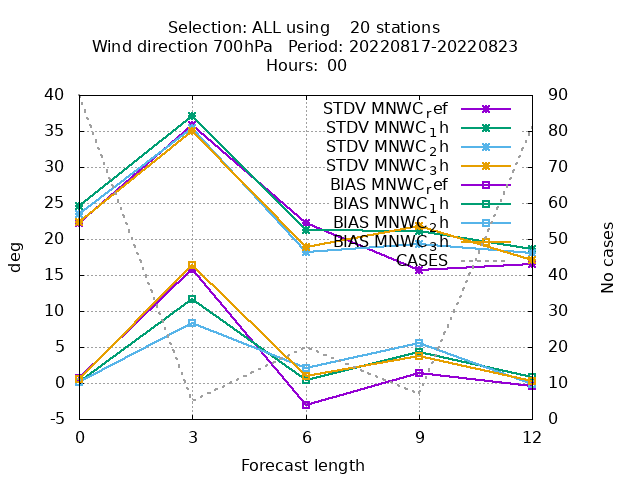 Selection: ALL using    20 stations
Wind direction 700hPa   Period: 20220817-20220823
Hours: 00
40
35
30
25
20
15
10
5
0
-5
90
80
70
60
50
40
30
20
10
0
STDV MNWC_ref
STDV MNWC_1h
STDV MNWC_2h
STDV MNWC_3h
BIAS MNWC_ref
BIAS MNWC_1h
BIAS MNWC_2h
BIAS MNWC_3h
CASES
deg
No cases
0 3 6 9 12
Forecast length